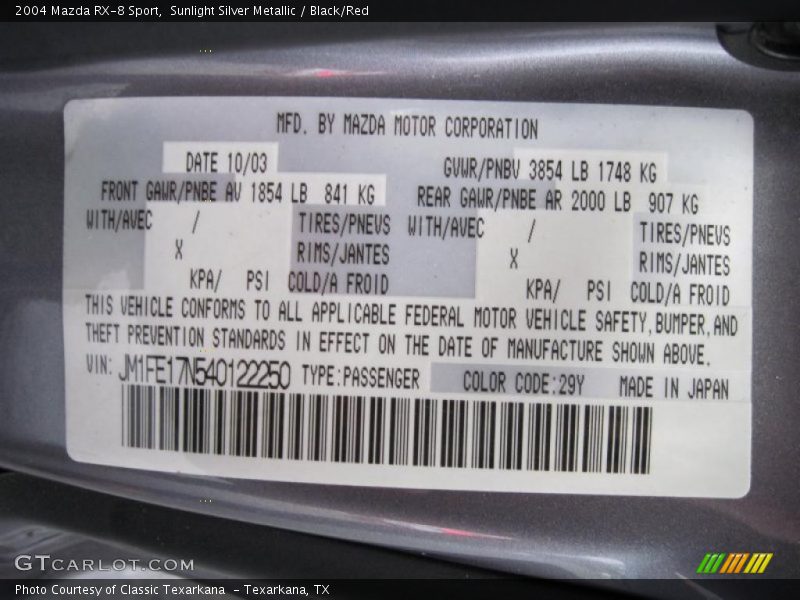 2004 Mazda RX-8 Sport, Sunlight Silver Metallic / Black/Red
MFD. BY MAZDA MOTOR CORPORATION
DATE 10/03 GVWR/PNBV 3854 LB 1748 KG
FRONT GAWR/PNBE AV 1854 LB 841 KG REAR GAWR/PNBE AR 2000 LB 907 KG
WITH/AVEC / TIRES/PNEUS WITH/AVEC / TIRES/PNEUS
X RIMS/JANTES X RIMS/JANTES
KPA/ PSI COLD/A FROID KPA/ PSI COLD/A FROID
THIS VEHICLE CONFORMS TO ALL APPLICABLE FEDERAL MOTOR VEHICLE SAFETY,BUMPER,AND
THEFT PREVENTION STANDARDS IN EFFECT ON THE DATE OF MANUFACTURE SHOWN ABOVE.
VIN: JM1FE17N540122250 TYPE:PASSENGER COLOR CODE:29Y MADE IN JAPAN
GTCARLOT.COM
Photo Courtesy of Classic Texarkana - Texarkana, TX